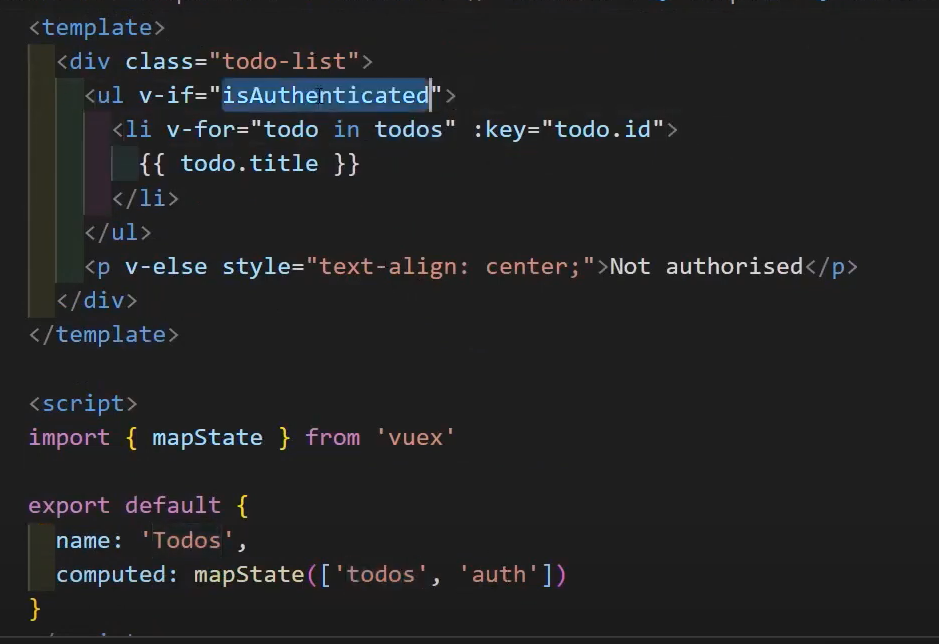 <template>
<div class="todo-list">
<ul v-if="isAuthenticated">
<li v-for="todo in todos" :key="todo.id">
{{ todo.title }}
</li>
</ul>
<p v-else style="text-align: center;">Not authorised</p>
</div>
</template>
<script>
import { mapState } from 'vuex'
export default {
name: 'Todos',
computed: mapState(['todos', 'auth'])
}